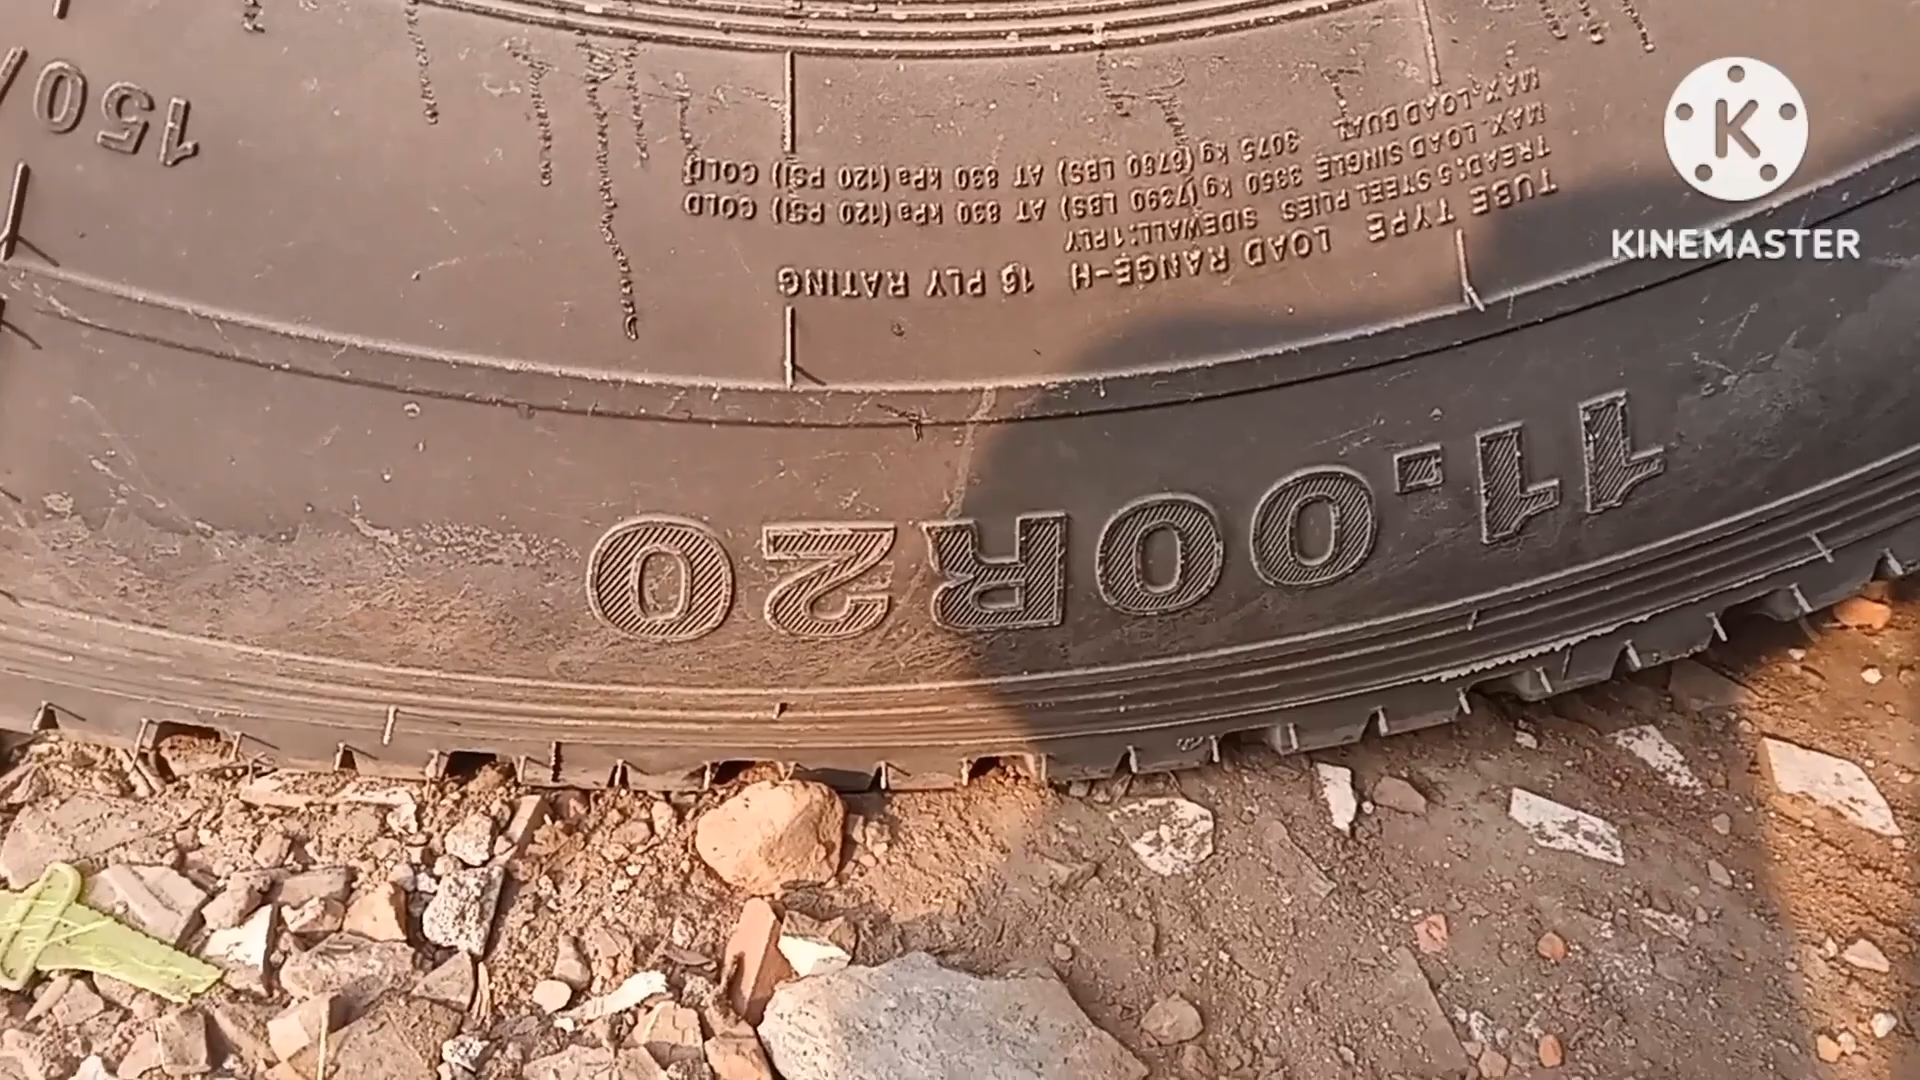 TUBE TYPE LOAD RANGE-H 16 PLY RATING
TREAD: 5 STEEL PLIES SIDEWALL: 1 PLY
MAX. LOAD SINGLE 3350 kg (7390 LBS) AT 830 kPa (120 PSI) COLD
MAX. LOAD DUAL 3075 kg (6780 LBS) AT 830 kPa (120 PSI) COLD
150/
11.00R20
K
KINEMASTER